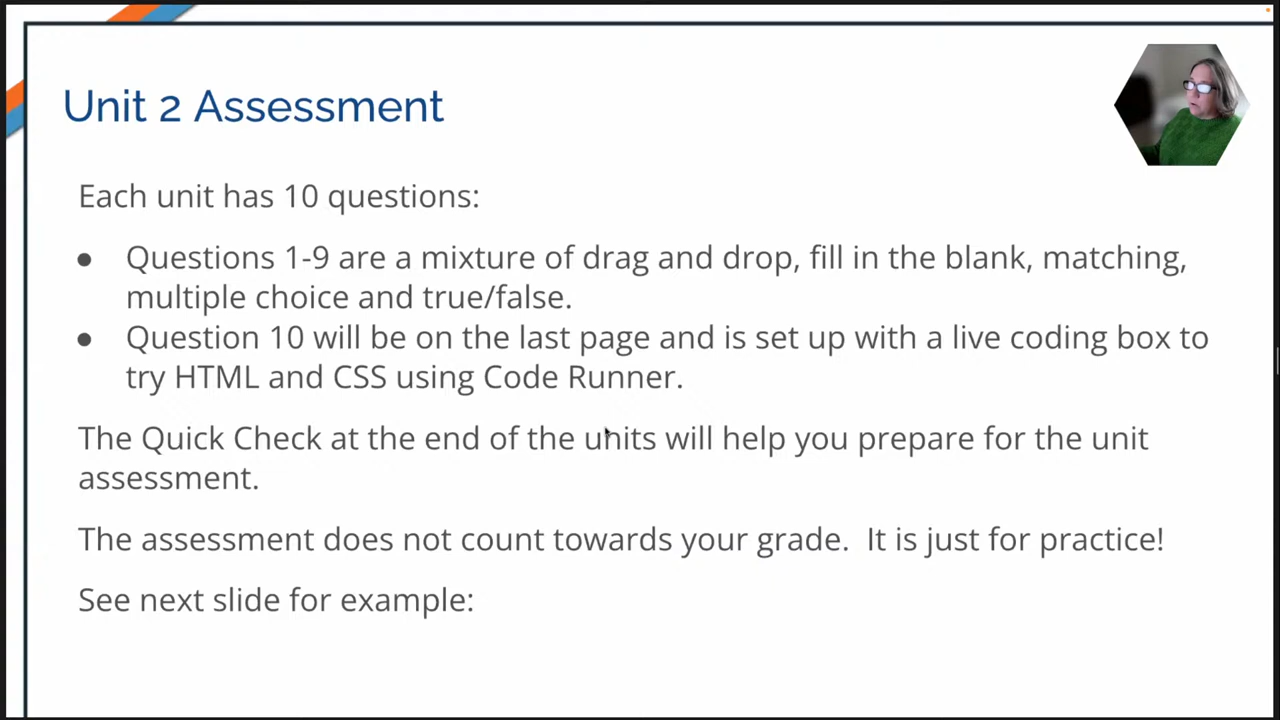 Unit 2 Assessment
Each unit has 10 questions:
● Questions 1-9 are a mixture of drag and drop, fill in the blank, matching,
multiple choice and true/false.
● Question 10 will be on the last page and is set up with a live coding box to
try HTML and CSS using Code Runner.
The Quick Check at the end of the units will help you prepare for the unit
assessment.
The assessment does not count towards your grade.  It is just for practice!
See next slide for example: